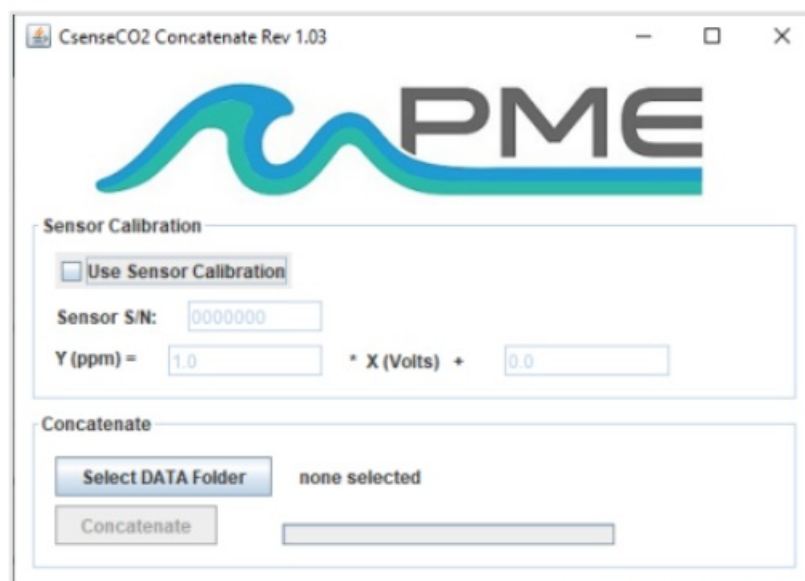 CsenseCO2 Concatenate Rev 1.03
PME
Sensor Calibration
Use Sensor Calibration
Sensor S/N: 0000000
Y (ppm) = 1.0 * X (Volts) + 0.0
Concatenate
Select DATA Folder none selected
Concatenate